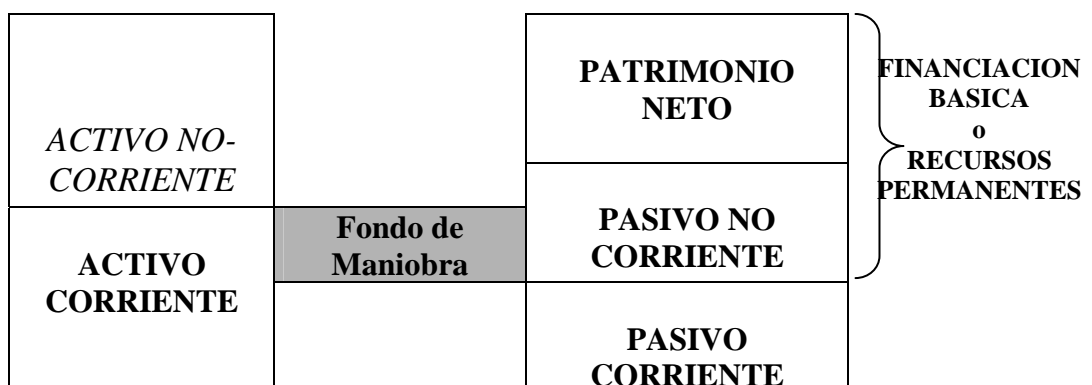 ACTIVO NO-
CORRIENTE
ACTIVO
CORRIENTE
Fondo de
Maniobra
PATRIMONIO
NETO
PASIVO NO
CORRIENTE
PASIVO
CORRIENTE
FINANCIACION
BASICA
o
RECURSOS
PERMANENTES